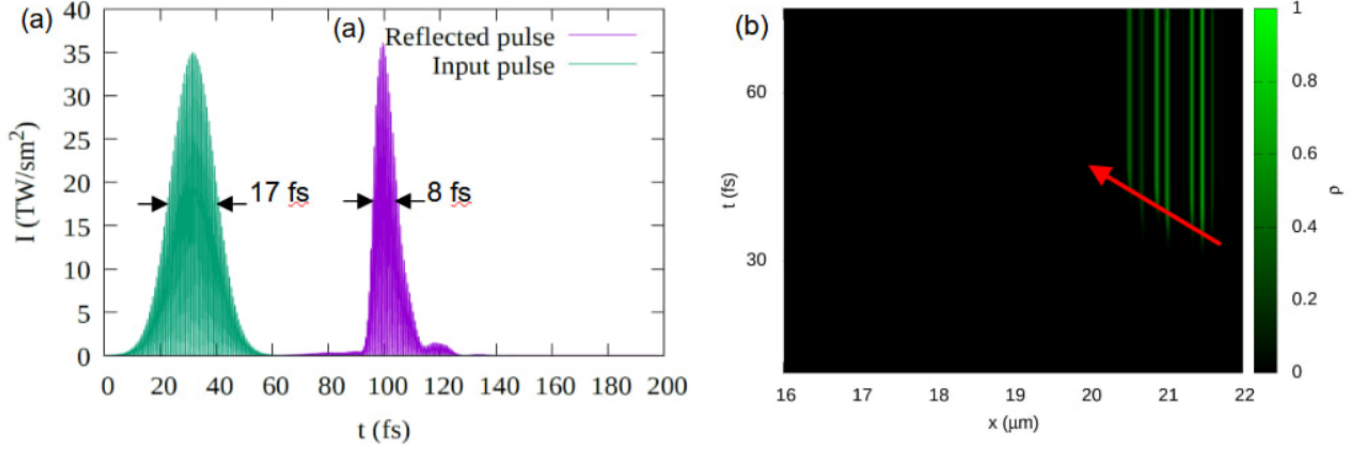 (a)
40
35
30
25
20
15
10
5
0
I (TW/sm²)
(a)
Reflected pulse
Input pulse
17 fs
8 fs
0 20 40 60 80 100 120 140 160 180 200
t (fs)
(b)
60
30
t (fs)
16 17 18 19 20 21 22
x (μm)
1
0.8
0.6
0.4
0.2
0
ρ